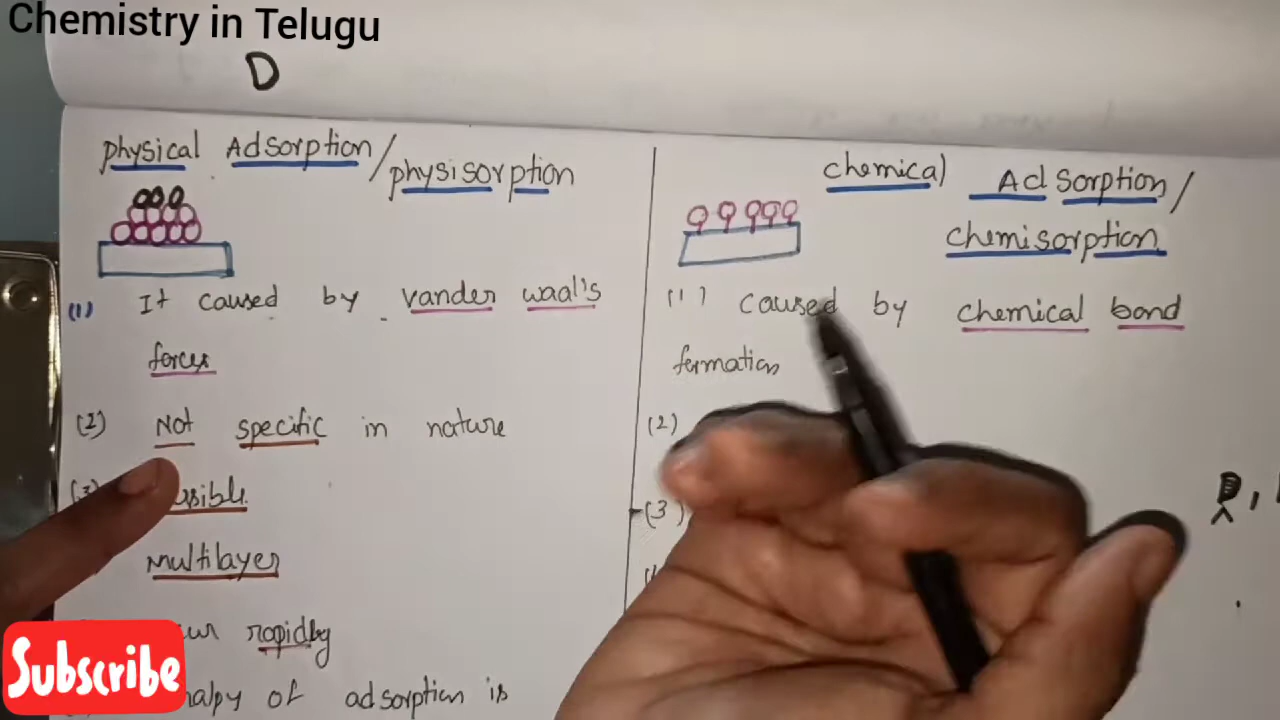 Chemistry in Telugu
D
physical Adsorption/physisorption
(1) It caused by vander waal's
forces
(2) Not specific in nature
(3)
Multilayer
rapidly
of adsorption is
chemical Adsorption/
chemisorption
(1) caused by chemical bond
formation
(2)
(3)
Subscribe